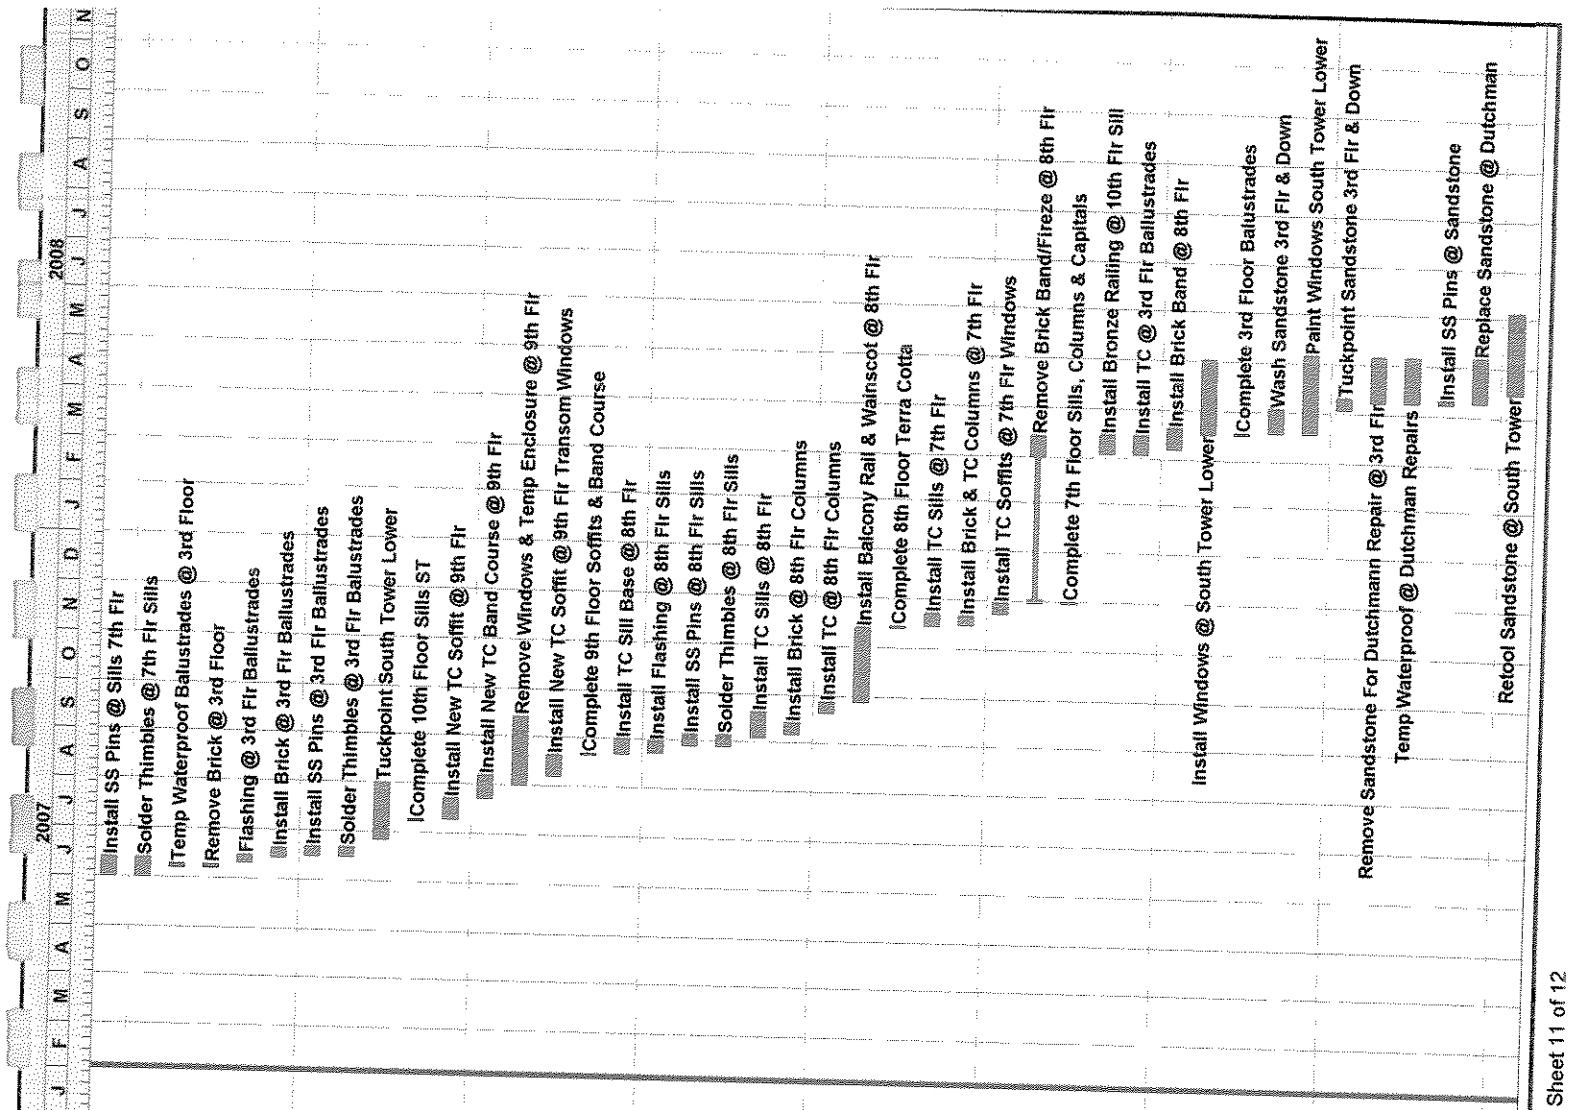 2007
2008
J F M A M J J A S O N D J F M A M J J A S O N
Install SS Pins @ Sills 7th Flr
Solder Thimbles @ 7th Flr Sills
Temp Waterproof Balustrades @ 3rd Floor
Remove Brick @ 3rd Floor
Flashing @ 3rd Flr Ballustrades
Install Brick @ 3rd Flr Ballustrades
Install SS Pins @ 3rd Flr Ballustrades
Solder Thimbles @ 3rd Flr Balustrades
Tuckpoint South Tower Lower
Complete 10th Floor Sills ST
Install New TC Soffit @ 9th Flr
Install New TC Band Course @ 9th Flr
Remove Windows & Temp Enclosure @ 9th Flr
Install New TC Soffit @ 9th Flr Transom Windows
Complete 9th Floor Soffits & Band Course
Install TC Sill Base @ 8th Flr
Install Flashing @ 8th Flr Sills
Install SS Pins @ 8th Flr Sills
Solder Thimbles @ 8th Flr Sills
Install TC Sills @ 8th Flr
Install Brick @ 8th Flr Columns
Install TC @ 8th Flr Columns
Install Balcony Rail & Wainscot @ 8th Flr
Complete 8th Floor Terra Cotta
Install TC Sills @ 7th Flr
Install Brick & TC Columns @ 7th Flr
Install TC Soffits @ 7th Flr Windows
Remove Brick Band/Fireze @ 8th Flr
Complete 7th Floor Sills, Columns & Capitals
Install Bronze Railing @ 10th Flr Sill
Install TC @ 3rd Flr Ballustrades
Install Brick Band @ 8th Flr
Install Windows @ South Tower Lower
Complete 3rd Floor Balustrades
Wash Sandstone 3rd Flr & Down
Paint Windows South Tower Lower
Tuckpoint Sandstone 3rd Flr & Down
Remove Sandstone For Dutchmann Repair @ 3rd Flr
Temp Waterproof @ Dutchman Repairs
Install SS Pins @ Sandstone
Replace Sandstone @ Dutchman
Retool Sandstone @ South Tower
Sheet 11 of 12